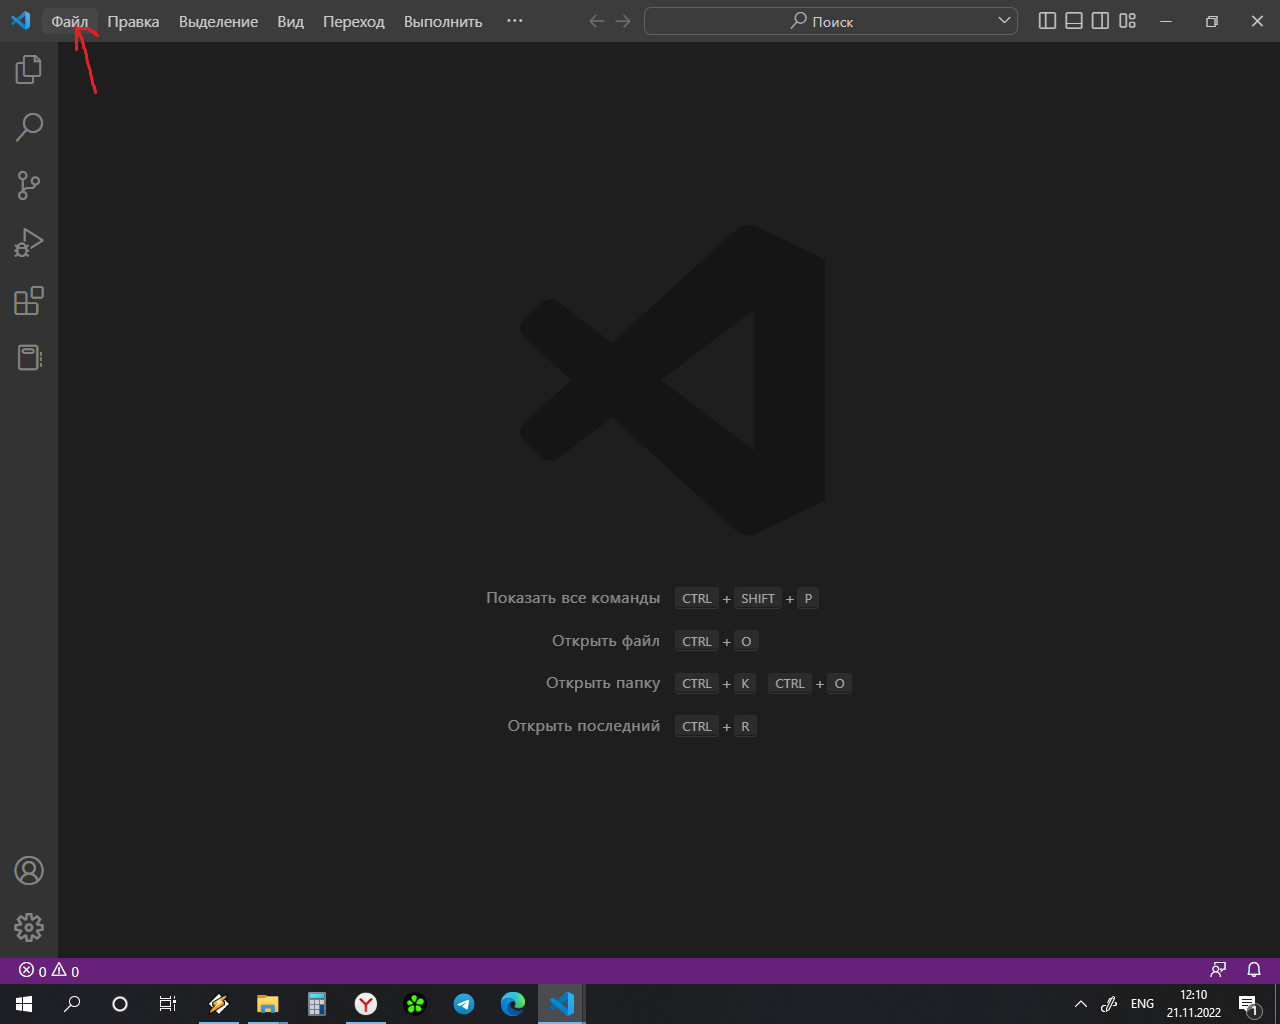 Файл Правка Выделение Вид Переход Выполнить ... Поиск
Показать все команды CTRL + SHIFT + P
Открыть файл CTRL + O
Открыть папку CTRL + K CTRL + O
Открыть последний CTRL + R
0 0
ENG 12:10
21.11.2022
1